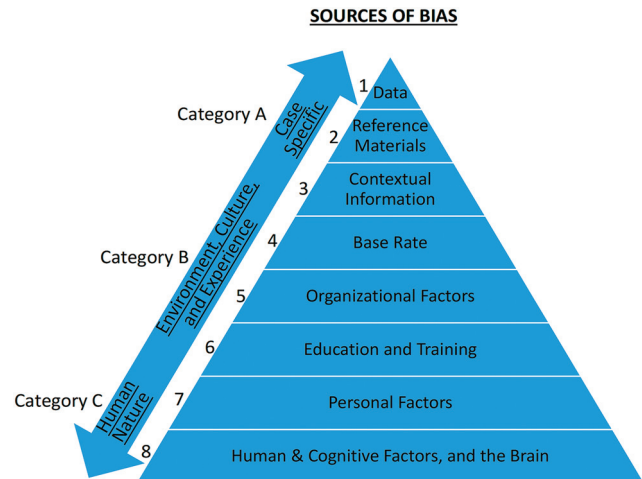 SOURCES OF BIAS
Category A
Case
Specific
Category B
Environment, Culture,
and Experience
Category C
Human
Nature
1
Data
2
Reference
Materials
3
Contextual
Information
4
Base Rate
5
Organizational Factors
6
Education and Training
7
Personal Factors
8
Human & Cognitive Factors, and the Brain